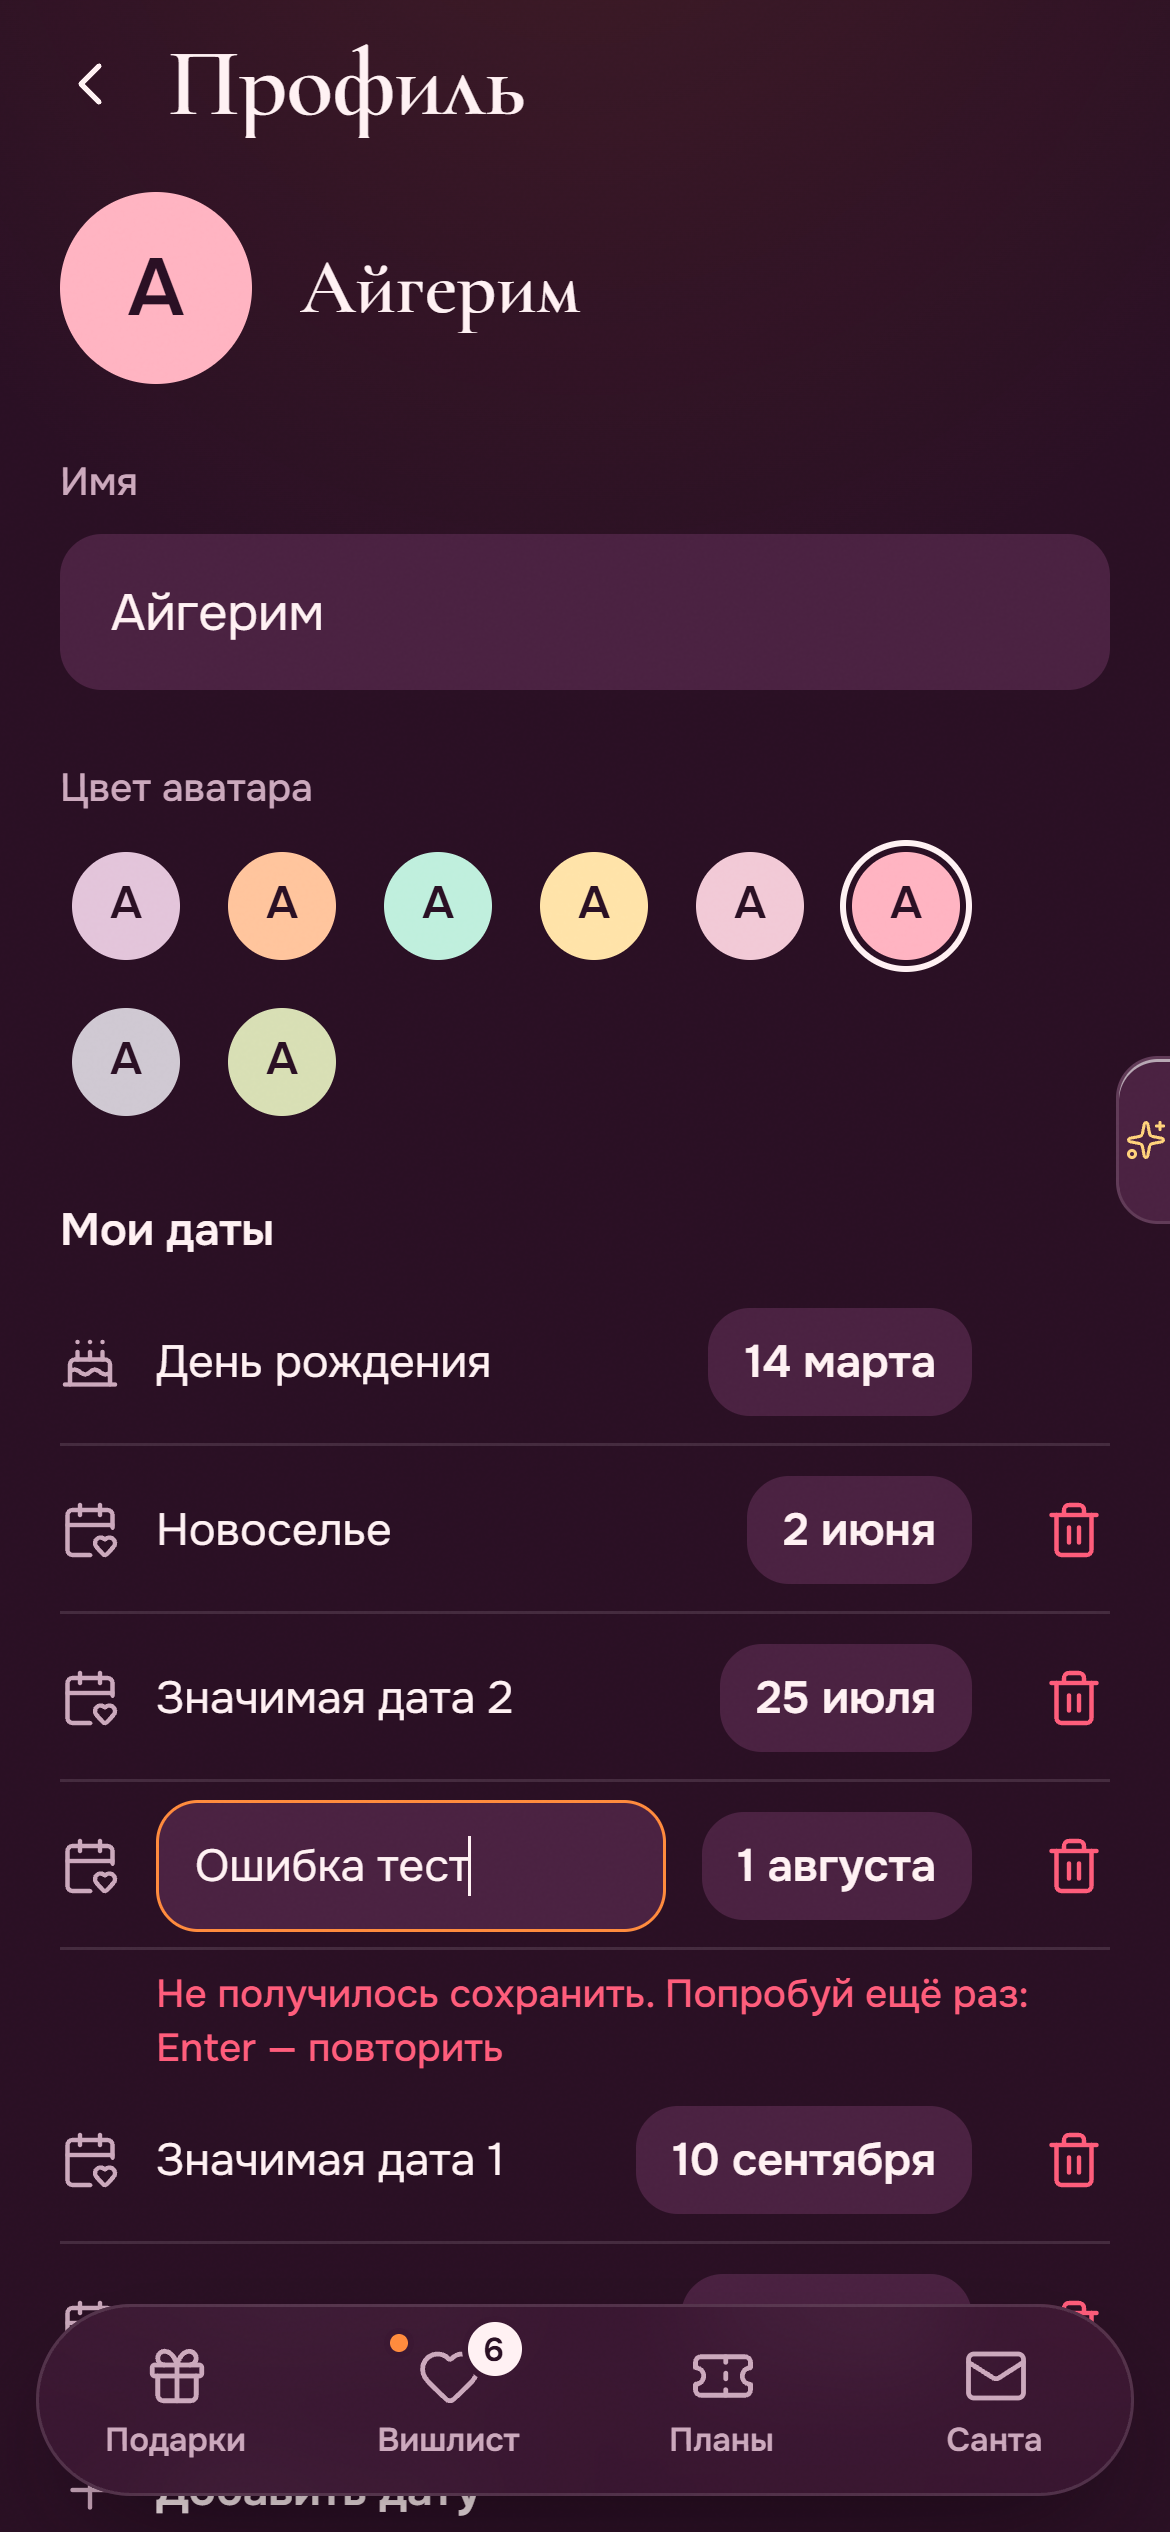 Профиль
А
Айгерим
Имя
Айгерим
Цвет аватара
А А А А А А
А А
Мои даты
День рождения 14 марта
Новоселье 2 июня
Значимая дата 2 25 июля
Ошибка тест 1 августа
Не получилось сохранить. Попробуй ещё раз:
Enter — повторить
Значимая дата 1 10 сентября
6
Подарки Вишлист Планы Санта
Добавить дату